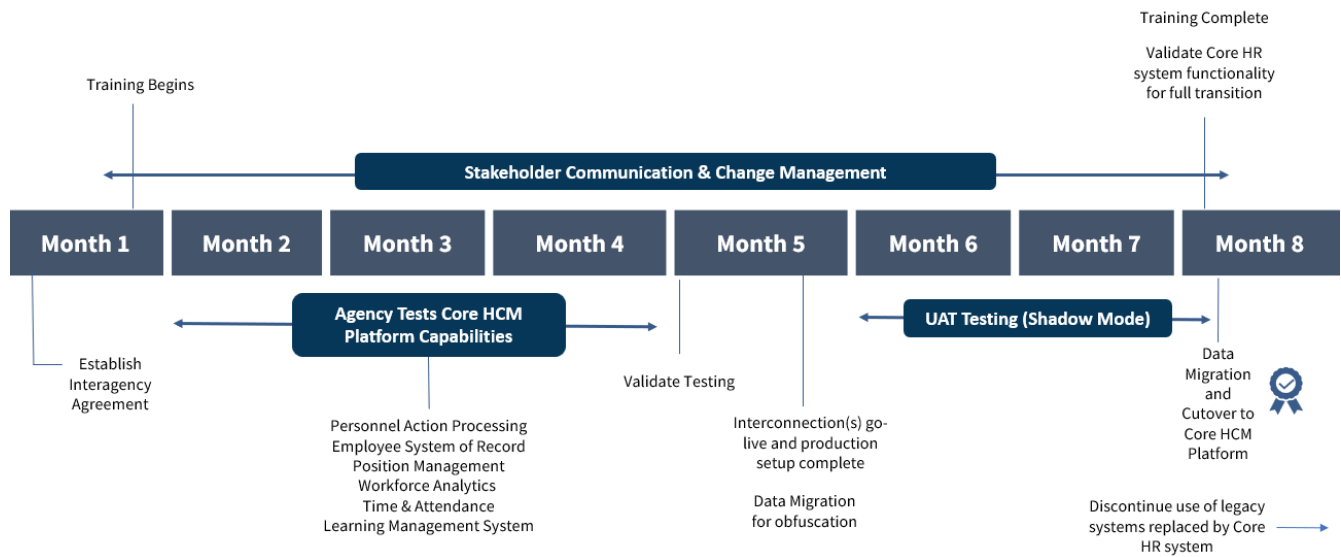 Training Complete
Validate Core HR
system functionality
for full transition
Training Begins
Stakeholder Communication & Change Management
Month 1
Month 2
Month 3
Month 4
Month 5
Month 6
Month 7
Month 8
Agency Tests Core HCM
Platform Capabilities
UAT Testing (Shadow Mode)
Establish
Interagency
Agreement
Validate Testing
Data
Migration
and
Cutover to
Core HCM
Platform
Personnel Action Processing
Employee System of Record
Position Management
Workforce Analytics
Time & Attendance
Learning Management System
Interconnection(s) go-
live and production
setup complete
Data Migration
for obfuscation
Discontinue use of legacy
systems replaced by Core
HR system